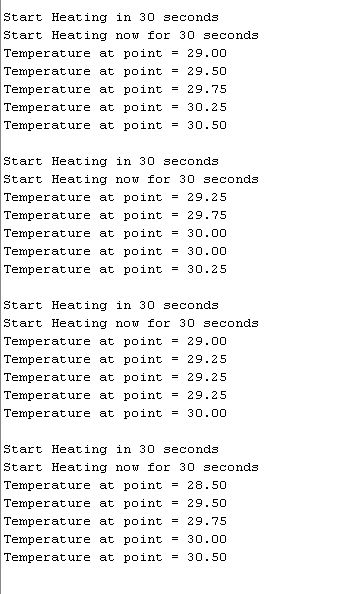 Start Heating in 30 seconds
Start Heating now for 30 seconds
Temperature at point = 29.00
Temperature at point = 29.50
Temperature at point = 29.75
Temperature at point = 30.25
Temperature at point = 30.50

Start Heating in 30 seconds
Start Heating now for 30 seconds
Temperature at point = 29.25
Temperature at point = 29.75
Temperature at point = 30.00
Temperature at point = 30.00
Temperature at point = 30.25

Start Heating in 30 seconds
Start Heating now for 30 seconds
Temperature at point = 29.00
Temperature at point = 29.25
Temperature at point = 29.25
Temperature at point = 29.25
Temperature at point = 30.00

Start Heating in 30 seconds
Start Heating now for 30 seconds
Temperature at point = 28.50
Temperature at point = 29.50
Temperature at point = 29.75
Temperature at point = 30.00
Temperature at point = 30.50